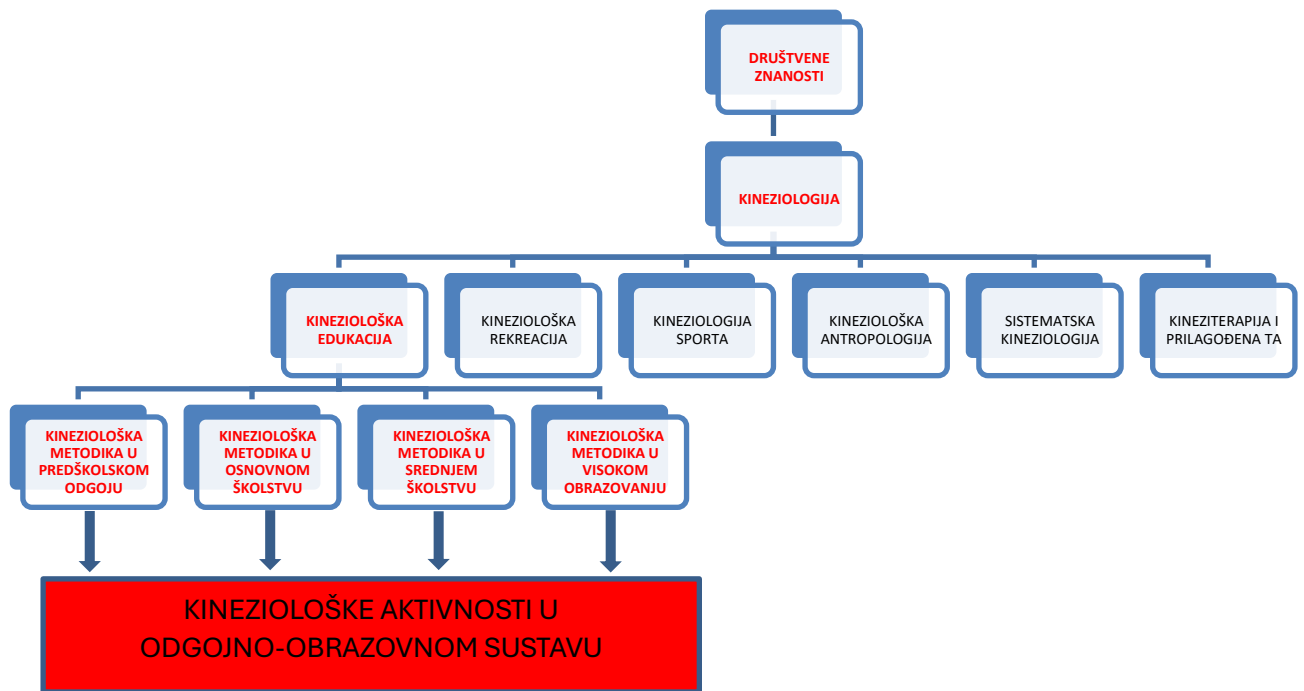 DRUŠTVENE
ZNANOSTI
KINEZIOLOGIJA
KINEZIOLOŠKA
EDUKACIJA
KINEZIOLOŠKA
REKREACIJA
KINEZIOLOGIJA
SPORTA
KINEZIOLOŠKA
ANTROPOLOGIJA
SISTEMATSKA
KINEZIOLOGIJA
KINEZITERAPIJA I
PRILAGOĐENA TA
KINEZIOLOŠKA
METODIKA U
PREDŠKOLSKOM
ODGOJU
KINEZIOLOŠKA
METODIKA U
OSNOVNOM
ŠKOLSTVU
KINEZIOLOŠKA
METODIKA U
SREDNJEM
ŠKOLSTVU
KINEZIOLOŠKA
METODIKA U
VISOKOM
OBRAZOVANJU
KINEZIOLOŠKE AKTIVNOSTI U
ODGOJNO-OBRAZOVNOM SUSTAVU